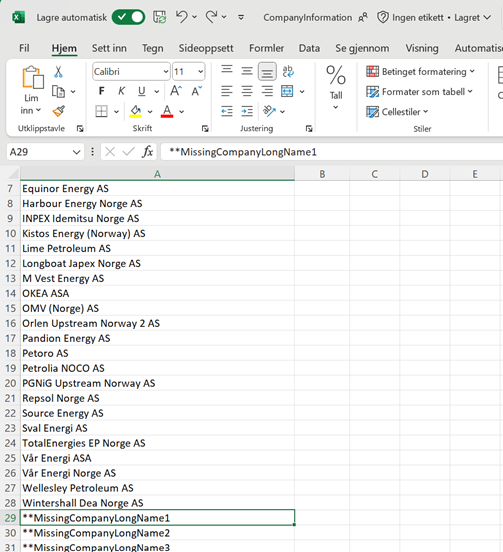 Lagre automatisk
CompanyInformation
Ingen etikett • Lagret
Fil Hjem Sett inn Tegn Sideoppsett Formler Data Se gjennom Visning Automatis
Lim inn
Calibri 11
F K U
A A
ab
Tall
Betinget formatering
Formater som tabell
Cellestiler
Utklippstavle Skrift Justering Stiler
A29 fx **MissingCompanyLongName1
A B C D E
7 Equinor Energy AS
8 Harbour Energy Norge AS
9 INPEX Idemitsu Norge AS
10 Kistos Energy (Norway) AS
11 Lime Petroleum AS
12 Longboat Japex Norge AS
13 M Vest Energy AS
14 OKEA ASA
15 OMV (Norge) AS
16 Orlen Upstream Norway 2 AS
17 Pandion Energy AS
18 Petoro AS
19 Petrolia NOCO AS
20 PGNiG Upstream Norway AS
21 Repsol Norge AS
22 Source Energy AS
23 Sval Energi AS
24 TotalEnergies EP Norge AS
25 Vår Energi ASA
26 Vår Energi Norge AS
27 Wellesley Petroleum AS
28 Wintershall Dea Norge AS
29 **MissingCompanyLongName1
30 **MissingCompanyLongName2
31 **MissingCompanyLongName3